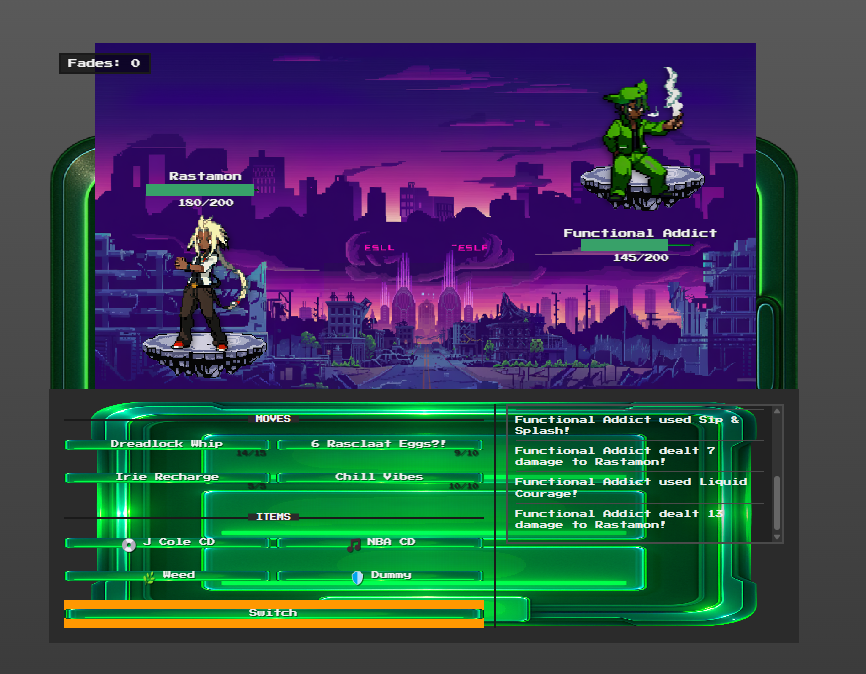 Fades: 0
Rastamon
180/200
Functional Addict
145/200
MOVES
Dreadlock Whip
14/15
6 Rasclaat Eggs?!
9/10
Irie Recharge
5/5
Chill Vibes
10/10
ITEMS
J Cole CD
NBA CD
Weed
Dummy
Switch
Functional Addict used Sip &
Splash!
Functional Addict dealt 7
damage to Rastamon!
Functional Addict used Liquid
Courage!
Functional Addict dealt 13
damage to Rastamon!